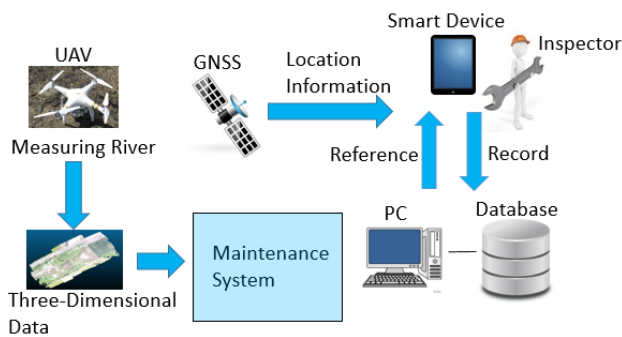 UAV
Measuring River
Three-Dimensional
Data
GNSS
Location
Information
Smart Device
Inspector
Reference
Record
PC
Database
Maintenance
System